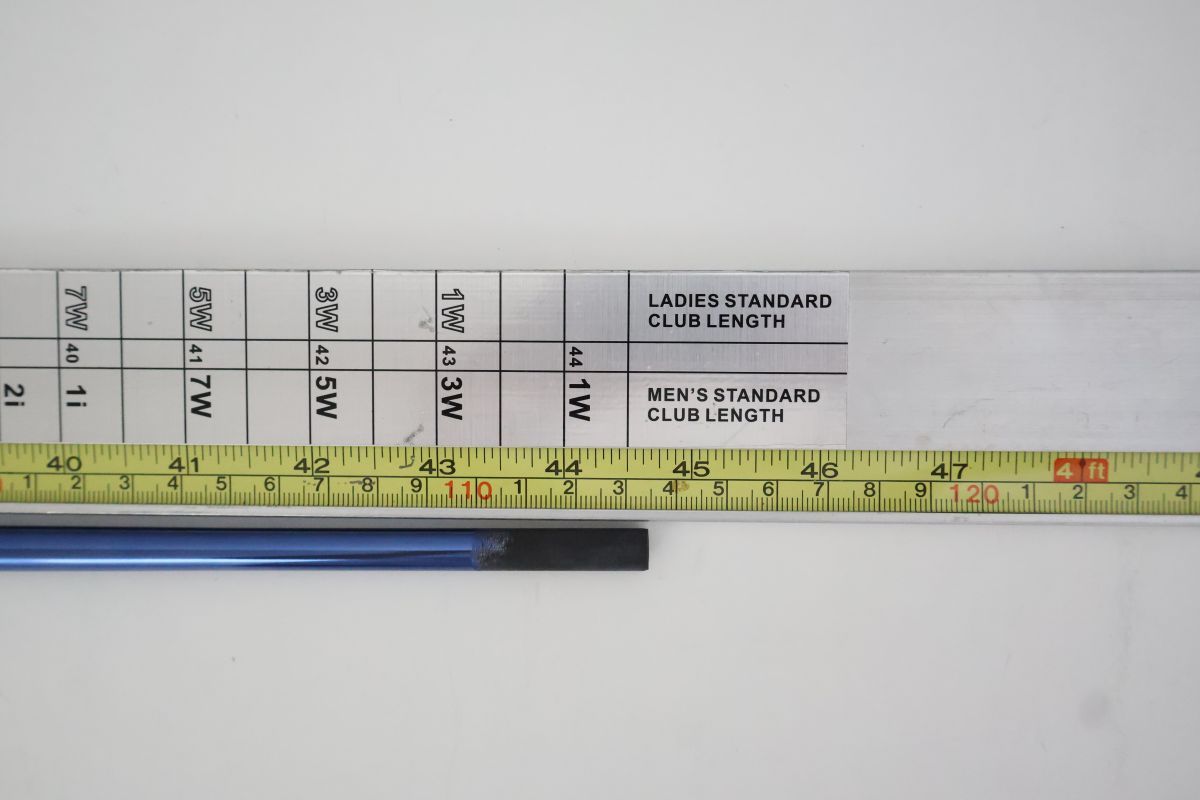 7W 5W 3W 1W LADIES STANDARD
CLUB LENGTH
40 41 42 43 44
2i 1i 7W 5W 3W 1W MEN'S STANDARD
CLUB LENGTH
40 41 42 43 44 45 46 47 4 ft
1 2 3 4 5 6 7 8 9 110 1 2 3 4 5 6 7 8 9 120 1 2 3 4